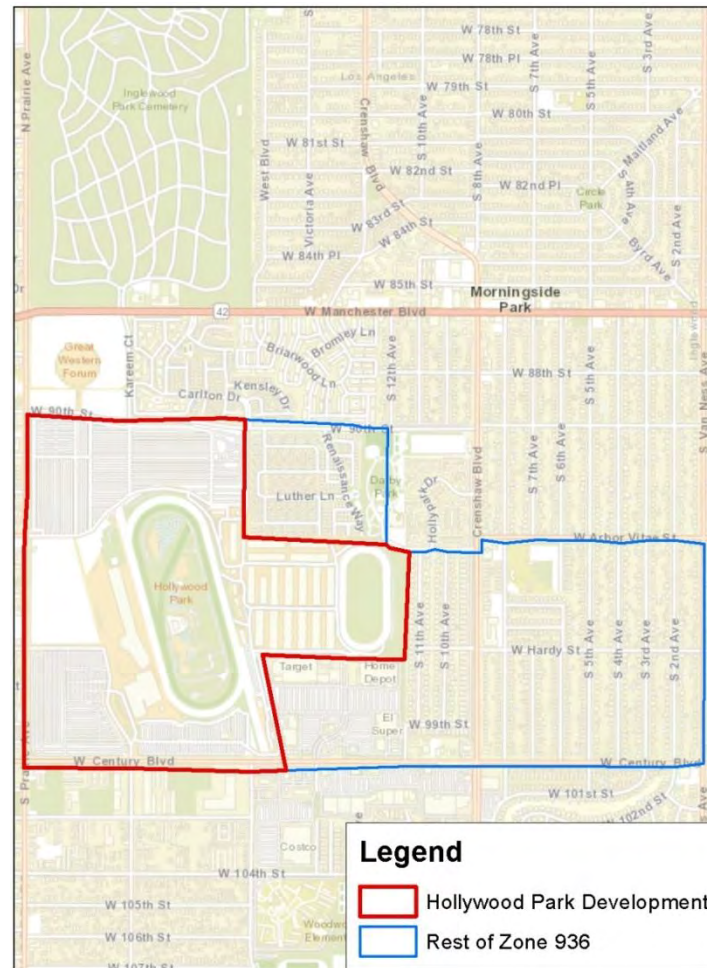 N Prairie Ave
W 78th St
W 78th Pl
Los Angeles
W 79th St
S 7th Ave
S 5th Ave
S 3rd Ave
Inglewood
Park Cemetery
West Blvd
Crenshaw Blvd
S 10th Ave
W 80th St
W 81st St
Maitland Ave
Victoria Ave
W 82nd St
S 8th Ave
W 82nd Pl
Circle
Park
S 4th Ave
W 83rd St
W 84th St
Byrd Ave
S 2nd Ave
W 84th Pl
W 85th St
Dr
Morningside
Park
42
W Manchester Blvd
Inglewood
Great
Western
Forum
Kareem Ct
Bromley Ln
Briarwood Ln
Kensley Dr
Carlton Dr
S 12th Ave
W 88th St
S 5th Ave
S Van Ness Ave
W 90th St
W 90th St
Renaissance Way
Darby
Park
Hollypark Dr
Crenshaw Blvd
S 7th Ave
S 6th Ave
Luther Ln
W Arbor Vitae St
Hollywood
Park
S 11th Ave
S 10th Ave
W Hardy St
S 5th Ave
S 4th Ave
S 3rd Ave
S 2nd Ave
Target
Home
Depot
El
Super
W 99th St
S Prairie Ave
W Century Blvd
W Century Blvd
W 101st St
W 102nd St
Costco
W 104th St
W 105th St
W 106th St
W 107th St
Legend
Hollywood Park Development
Rest of Zone 936